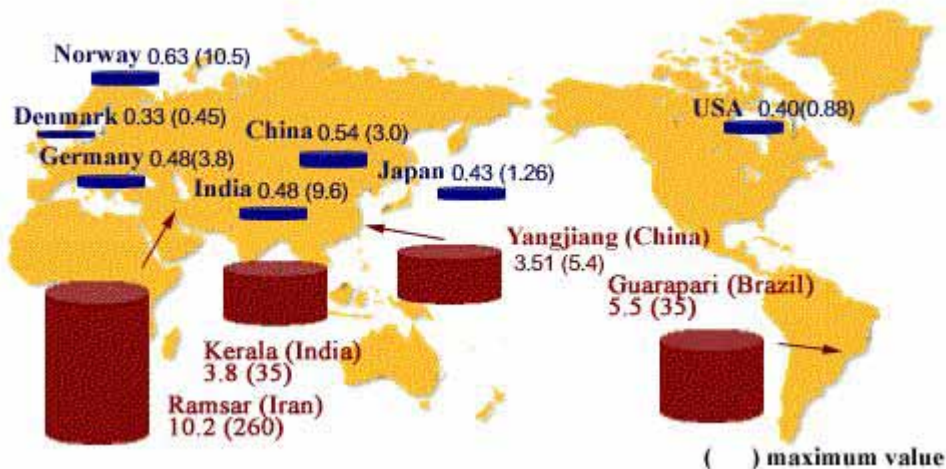 Norway 0.63 (10.5)
Denmark 0.33 (0.45)
Germany 0.48(3.8)
China 0.54 (3.0)
India 0.48 (9.6)
Japan 0.43 (1.26)
USA 0.40(0.88)
Yangjiang (China)
3.51 (5.4)
Guarapari (Brazil)
5.5 (35)
Kerala (India)
3.8 (35)
Ramsar (Iran)
10.2 (260)
( ) maximum value